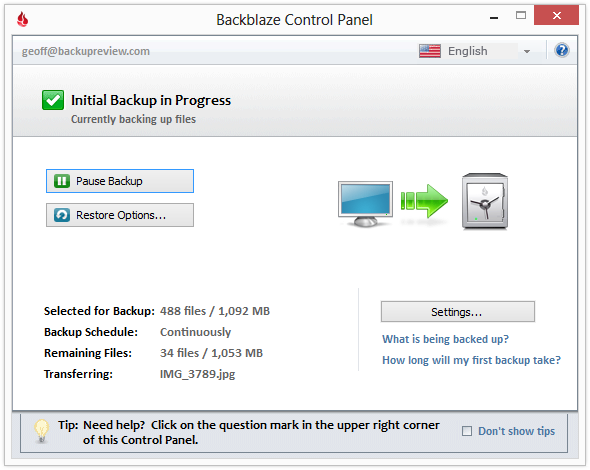 Backblaze Control Panel
geoff@backupreview.com
English
?
Initial Backup in Progress
Currently backing up files
Pause Backup
Restore Options...
Selected for Backup: 488 files / 1,092 MB
Backup Schedule: Continuously
Remaining Files: 34 files / 1,053 MB
Transferring: IMG_3789.jpg
Settings...
What is being backed up?
How long will my first backup take?
Tip: Need help? Click on the question mark in the upper right corner
of this Control Panel.
Don't show tips